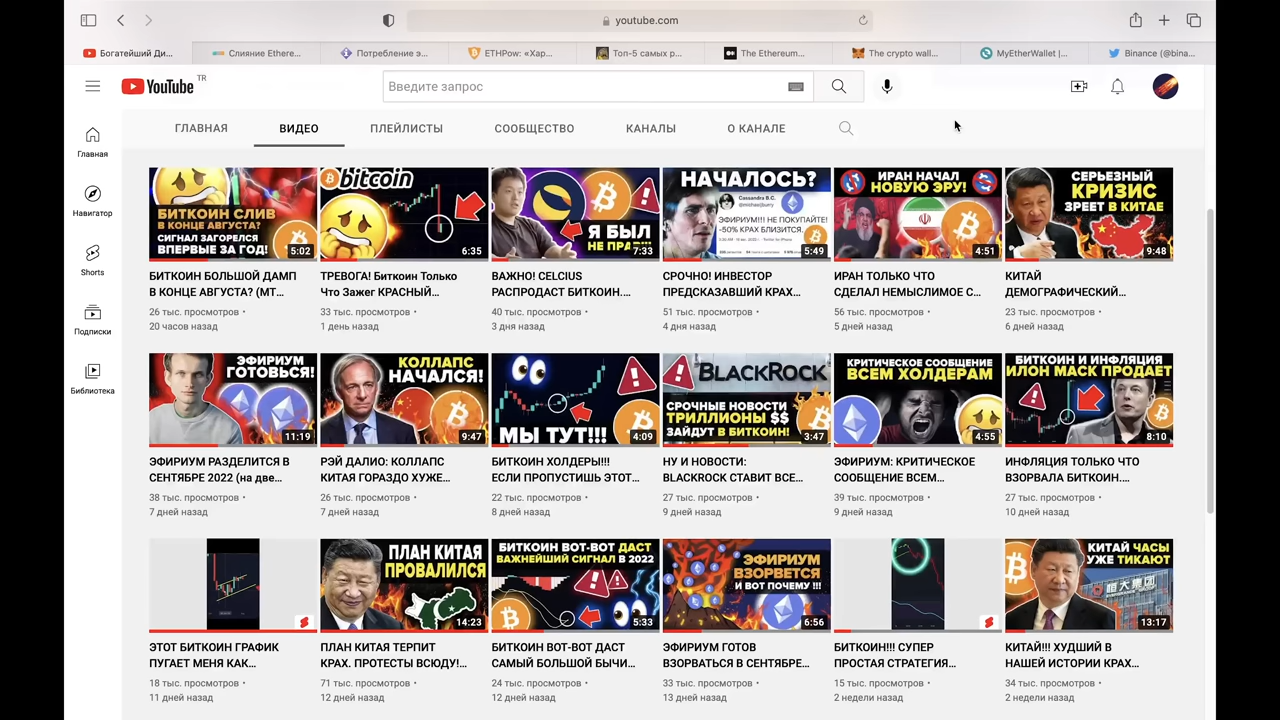 youtube.com
Богатейший Ди...
Слияние Ethere...
Потребление э...
ETHPow: «Хар...
Топ-5 самых р...
The Ethereum...
The crypto wall...
MyEtherWallet |...
Binance (@bina...
YouTube TR
Введите запрос
ГЛАВНАЯ
ВИДЕО
ПЛЕЙЛИСТЫ
СООБЩЕСТВО
КАНАЛЫ
О КАНАЛЕ
Главная
Навигатор
Shorts
Подписки
Библиотека
БИТКОИН СЛИВ
В КОНЦЕ АВГУСТА?
СИГНАЛ ЗАГОРЕЛСЯ
ВПЕРВЫЕ ЗА ГОД!
5:02
БИТКОИН БОЛЬШОЙ ДАМП
В КОНЦЕ АВГУСТА? (МТ...
26 тыс. просмотров •
20 часов назад
bitcoin
6:35
ТРЕВОГА! Биткоин Только
Что Зажег КРАСНЫЙ...
33 тыс. просмотров •
1 день назад
Я БЫЛ
7:33
ВАЖНО! CELCIUS
РАСПРОДАСТ БИТКОИН....
40 тыс. просмотров •
3 дня назад
НАЧАЛОСЬ?
Cassandra B.C.
ЭФИРИУМ!!! НЕ ПОКУПАЙТЕ!
-50% КРАХ БЛИЗИТСЯ.
5:49
СРОЧНО! ИНВЕСТОР
ПРЕДСКАЗАВШИЙ КРАХ...
51 тыс. просмотров •
4 дня назад
ИРАН НАЧАЛ
НОВУЮ ЭРУ!
4:51
ИРАН ТОЛЬКО ЧТО
СДЕЛАЛ НЕМЫСЛИМОЕ С...
56 тыс. просмотров •
5 дней назад
СЕРЬЕЗНЫЙ
КРИЗИС
ЗРЕЕТ В КИТАЕ
9:48
КИТАЙ
ДЕМОГРАФИЧЕСКИЙ...
23 тыс. просмотров •
6 дней назад
ЭФИРИУМ
ГОТОВЬСЯ!
11:19
ЭФИРИУМ РАЗДЕЛИТСЯ В
СЕНТЯБРЕ 2022 (на две...
38 тыс. просмотров •
7 дней назад
КОЛЛАПС
НАЧАЛСЯ!
9:47
РЭЙ ДАЛИО: КОЛЛАПС
КИТАЯ ГОРАЗДО ХУЖЕ...
26 тыс. просмотров •
7 дней назад
МЫ ТУТ!!!
4:09
БИТКОИН ХОЛДЕРЫ!!!
ЕСЛИ ПРОПУСТИШЬ ЭТОТ...
22 тыс. просмотров •
8 дней назад
BLACKROCK
СРОЧНЫЕ НОВОСТИ
ТРИЛЛИОНЫ $$
ЗАЙДУТ В БИТКОИН!
3:47
НУ И НОВОСТИ:
BLACKROCK СТАВИТ ВСЕ...
27 тыс. просмотров •
9 дней назад
КРИТИЧЕСКОЕ СООБЩЕНИЕ
ВСЕМ ХОЛДЕРАМ
4:55
ЭФИРИУМ: КРИТИЧЕСКОЕ
СООБЩЕНИЕ ВСЕМ...
39 тыс. просмотров •
9 дней назад
БИТКОИН И ИНФЛЯЦИЯ
ИЛОН МАСК ПРОДАЕТ
8:10
ИНФЛЯЦИЯ ТОЛЬКО ЧТО
ВЗОРВАЛА БИТКОИН....
27 тыс. просмотров •
10 дней назад
ЭТОТ БИТКОИН ГРАФИК
ПУГАЕТ МЕНЯ КАК...
18 тыс. просмотров •
11 дней назад
ПЛАН КИТАЯ
ПРОВАЛИЛСЯ
14:23
ПЛАН КИТАЯ ТЕРПИТ
КРАХ. ПРОТЕСТЫ ВСЮДУ!...
71 тыс. просмотров •
12 дней назад
БИТКОИН ВОТ-ВОТ ДАСТ
ВАЖНЕЙШИЙ СИГНАЛ В 2022
5:33
БИТКОИН ВОТ-ВОТ ДАСТ
САМЫЙ БОЛЬШОЙ БЫЧИ...
24 тыс. просмотров •
12 дней назад
ЭФИРИУМ
ВЗОРВЕТСЯ
И ВОТ ПОЧЕМУ !!!
6:56
ЭФИРИУМ ГОТОВ
ВЗОРВАТЬСЯ В СЕНТЯБРЕ...
33 тыс. просмотров •
13 дней назад
БИТКОИН!!! СУПЕР
ПРОСТАЯ СТРАТЕГИЯ...
15 тыс. просмотров •
2 недели назад
КИТАЙ ЧАСЫ
УЖЕ ТИКАЮТ
恒大集团
13:17
КИТАЙ!!! ХУДШИЙ В
НАШЕЙ ИСТОРИИ КРАХ...
34 тыс. просмотров •
2 недели назад